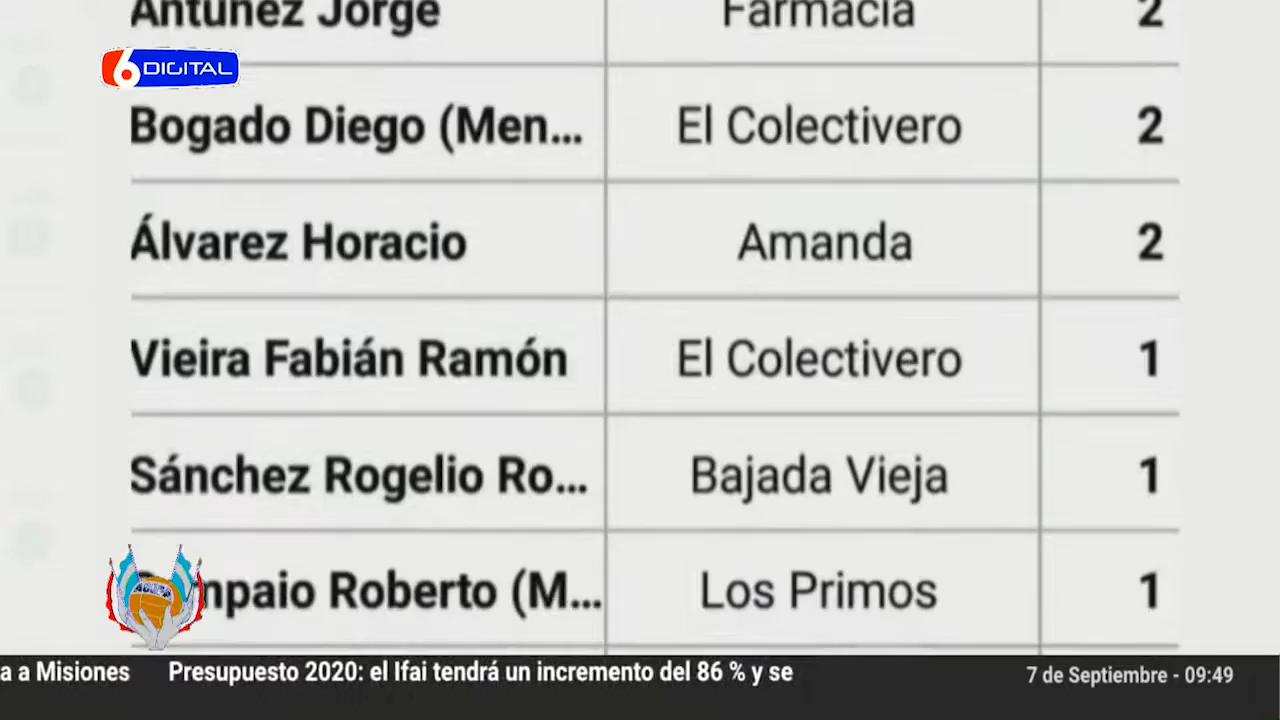 Antúnez Jorge Farmacia 2
6 DIGITAL
Bogado Diego (Men... El Colectivero 2
Álvarez Horacio Amanda 2
Vieira Fabián Ramón El Colectivero 1
Sánchez Rogelio Ro... Bajada Vieja 1
mpaio Roberto (M... Los Primos 1
a a Misiones Presupuesto 2020: el Ifai tendrá un incremento del 86 % y se 7 de Septiembre - 09:49